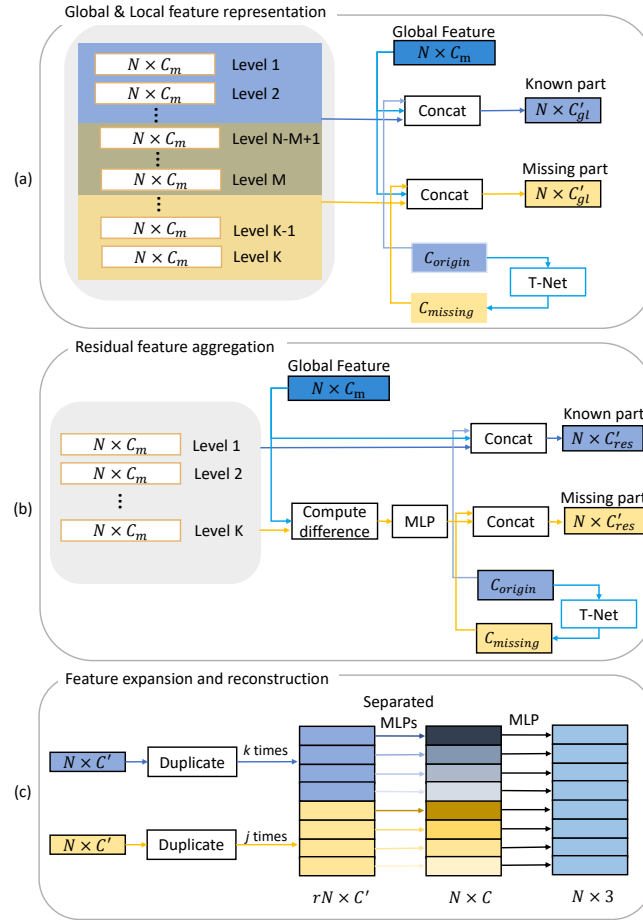 Global & Local feature representation
Global Feature
N × C_m
N × C_m Level 1
N × C_m Level 2
N × C_m Level N-M+1
N × C_m Level M
N × C_m Level K-1
N × C_m Level K
Concat
Known part
N × C'_gl
Concat
Missing part
N × C'_gl
C_origin
T-Net
C_missing
(a)
Residual feature aggregation
Global Feature
N × C_m
N × C_m Level 1
N × C_m Level 2
N × C_m Level K
Concat
Known part
N × C'_res
Compute
difference
MLP
Concat
Missing part
N × C'_res
C_origin
T-Net
C_missing
(b)
Feature expansion and reconstruction
Separated
MLPs
MLP
N × C'
Duplicate
k times
N × C'
Duplicate
j times
rN × C'
N × C
N × 3
(c)